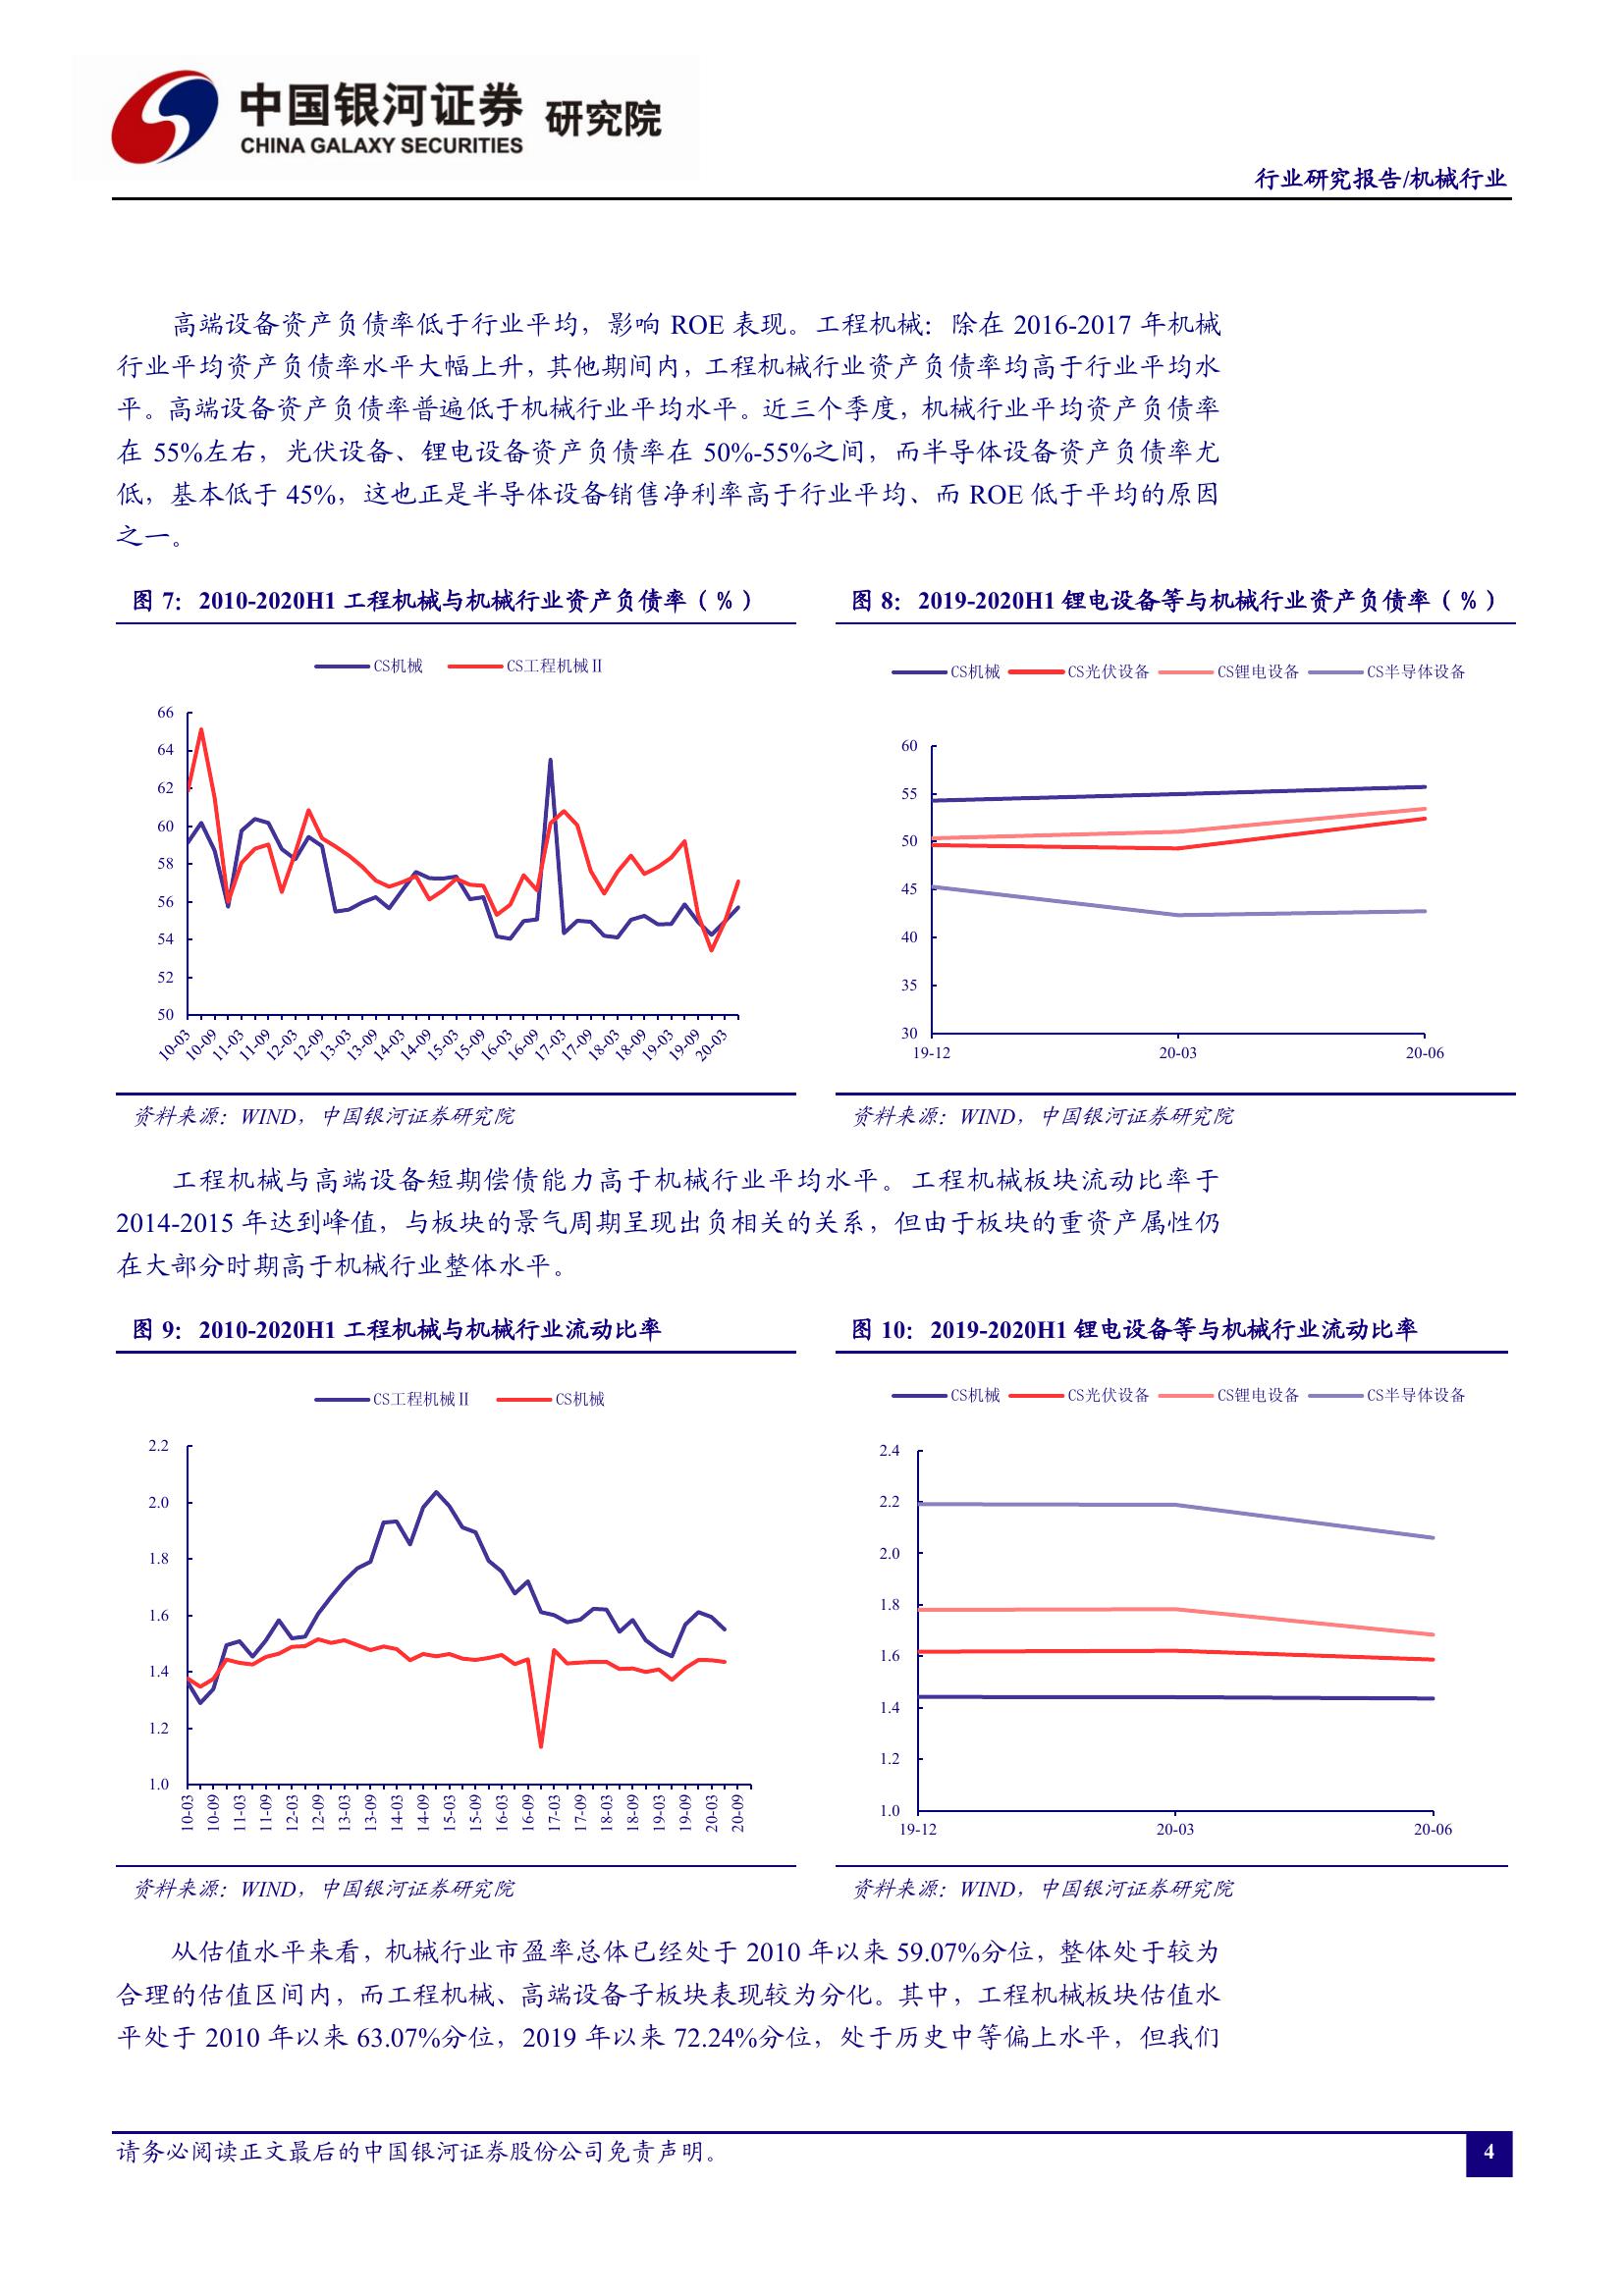 中国银河证券 研究院
CHINA GALAXY SECURITIES
行业研究报告/机械行业
高端设备资产负债率低于行业平均，影响 ROE 表现。工程机械：除在 2016-2017 年机械
行业平均资产负债率水平大幅上升，其他期间内，工程机械行业资产负债率均高于行业平均水
平。高端设备资产负债率普遍低于机械行业平均水平。近三个季度，机械行业平均资产负债率
在 55%左右，光伏设备、锂电设备资产负债率在 50%-55%之间，而半导体设备资产负债率尤
低，基本低于 45%，这也正是半导体设备销售净利率高于行业平均、而 ROE 低于平均的原因
之一。
图 7：2010-2020H1 工程机械与机械行业资产负债率（%）
CS机械 CS工程机械Ⅱ
66
64
62
60
58
56
54
52
50
10-03 10-09 11-03 11-09 12-03 12-09 13-03 13-09 14-03 14-09 15-03 15-09 16-03 16-09 17-03 17-09 18-03 18-09 19-03 19-09 20-03
资料来源：WIND，中国银河证券研究院
图 8：2019-2020H1 锂电设备等与机械行业资产负债率（%）
CS机械 CS光伏设备 CS锂电设备 CS半导体设备
60
55
50
45
40
35
30
19-12 20-03 20-06
资料来源：WIND，中国银河证券研究院
工程机械与高端设备短期偿债能力高于机械行业平均水平。工程机械板块流动比率于
2014-2015 年达到峰值，与板块的景气周期呈现出负相关的关系，但由于板块的重资产属性仍
在大部分时期高于机械行业整体水平。
图 9：2010-2020H1 工程机械与机械行业流动比率
CS工程机械Ⅱ CS机械
2.2
2.0
1.8
1.6
1.4
1.2
1.0
10-03 10-09 11-03 11-09 12-03 12-09 13-03 13-09 14-03 14-09 15-03 15-09 16-03 16-09 17-03 17-09 18-03 18-09 19-03 19-09 20-03 20-09
资料来源：WIND，中国银河证券研究院
图 10：2019-2020H1 锂电设备等与机械行业流动比率
CS机械 CS光伏设备 CS锂电设备 CS半导体设备
2.4
2.2
2.0
1.8
1.6
1.4
1.2
1.0
19-12 20-03 20-06
资料来源：WIND，中国银河证券研究院
从估值水平来看，机械行业市盈率总体已经处于 2010 年以来 59.07%分位，整体处于较为
合理的估值区间内，而工程机械、高端设备子板块表现较为分化。其中，工程机械板块估值水
平处于 2010 年以来 63.07%分位，2019 年以来 72.24%分位，处于历史中等偏上水平，但我们
请务必阅读正文最后的中国银河证券股份公司免责声明。
4